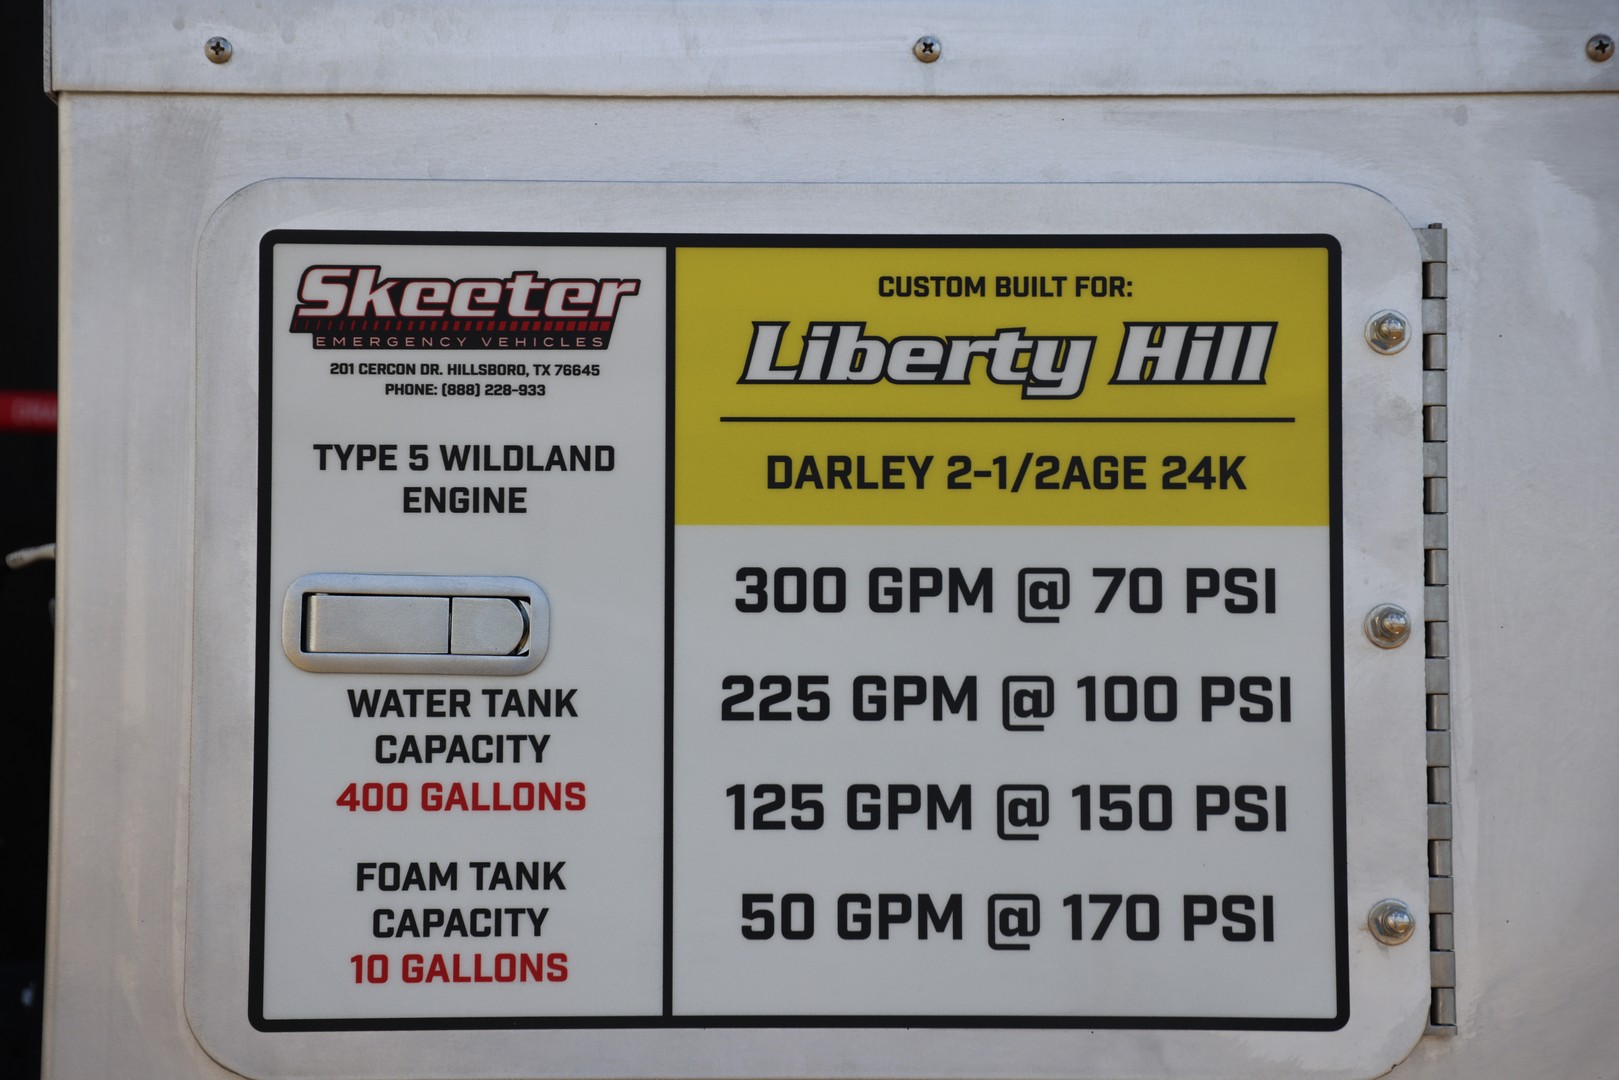 Skeeter
EMERGENCY VEHICLES
201 CERCON DR. HILLSBORO, TX 76645
PHONE: (888) 228-933
TYPE 5 WILDLAND
ENGINE
WATER TANK
CAPACITY
400 GALLONS
FOAM TANK
CAPACITY
10 GALLONS
CUSTOM BUILT FOR:
Liberty Hill
DARLEY 2-1/2AGE 24K
300 GPM @ 70 PSI
225 GPM @ 100 PSI
125 GPM @ 150 PSI
50 GPM @ 170 PSI